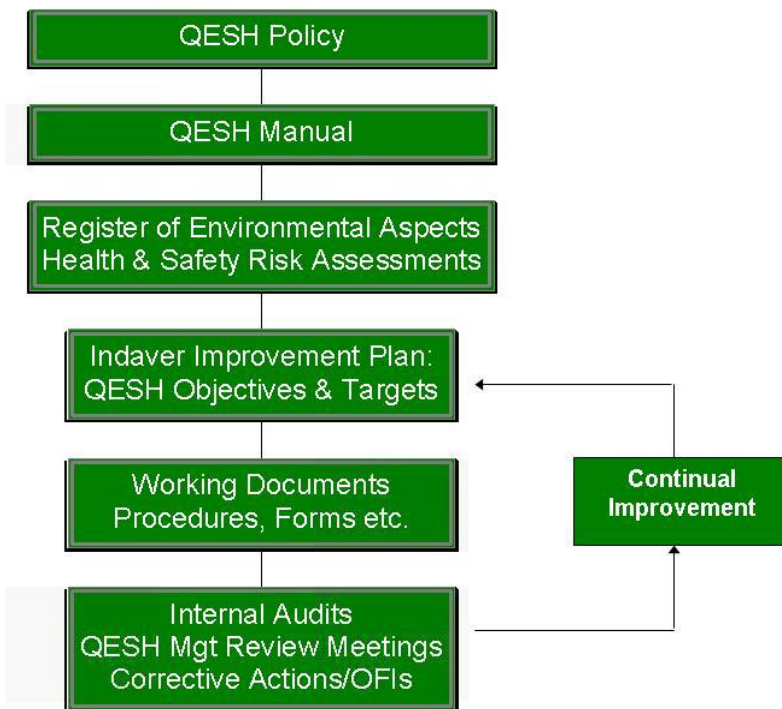 QESH Policy
QESH Manual
Register of Environmental Aspects
Health & Safety Risk Assessments
Indaver Improvement Plan:
QESH Objectives & Targets
Working Documents
Procedures, Forms etc.
Continual
Improvement
Internal Audits
QESH Mgt Review Meetings
Corrective Actions/OFIs